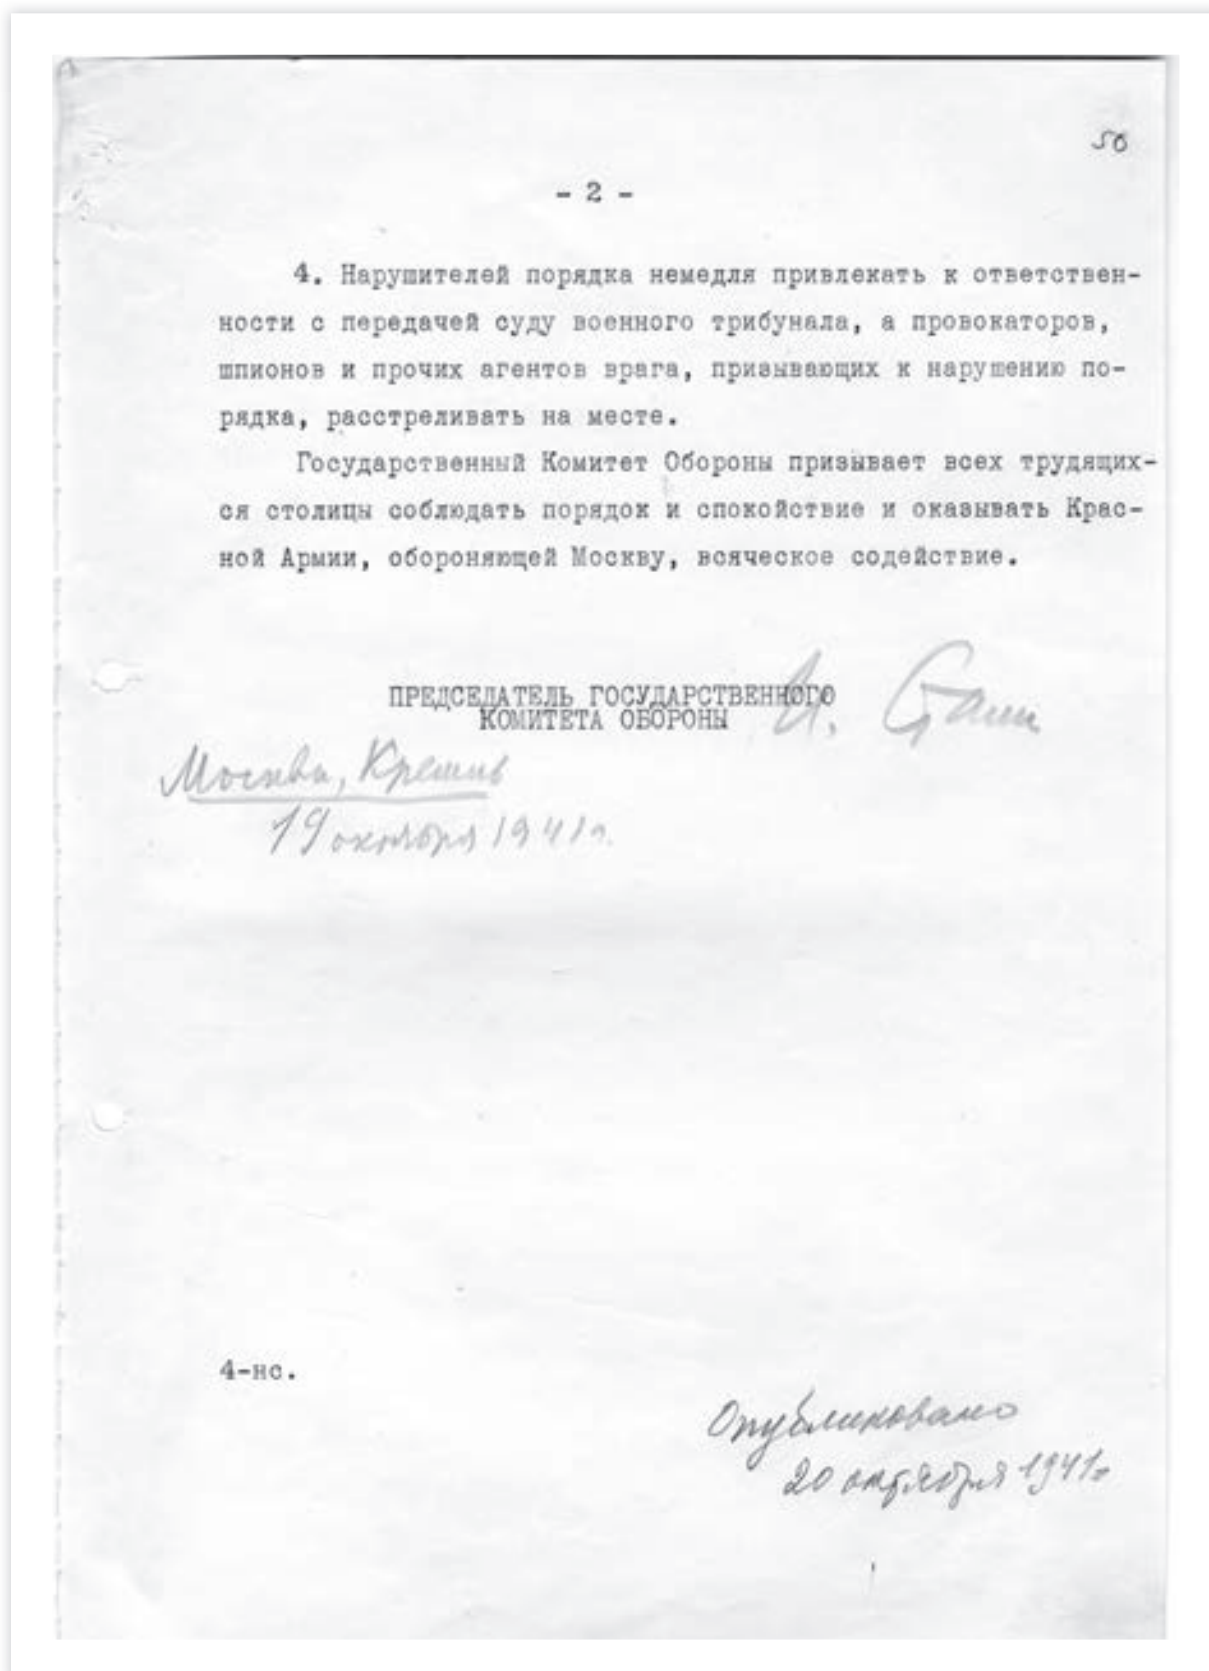 50
- 2 -
4. Нарушителей порядка немедля привлекать к ответствен-
ности с передачей суду военного трибунала, а провокаторов,
шпионов и прочих агентов врага, призывающих к нарушению по-
рядка, расстреливать на месте.
Государственный Комитет Обороны призывает всех трудящих-
ся столицы соблюдать порядок и спокойствие и оказывать Крас-
ной Армии, обороняющей Москву, всяческое содействие.
ПРЕДСЕДАТЕЛЬ ГОСУДАРСТВЕННОГО
КОМИТЕТА ОБОРОНЫ И. Сталин
Москва, Кремль
19 октября 1941 г.
4-нс.
Опубликовано
20 октября 1941г